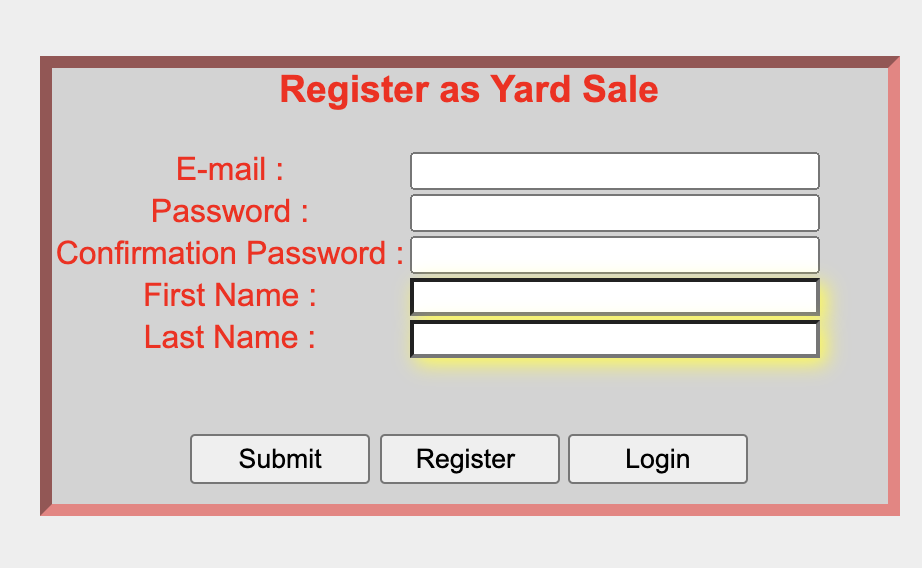 Register as Yard Sale
E-mail :
Password :
Confirmation Password :
First Name :
Last Name :
Submit Register Login